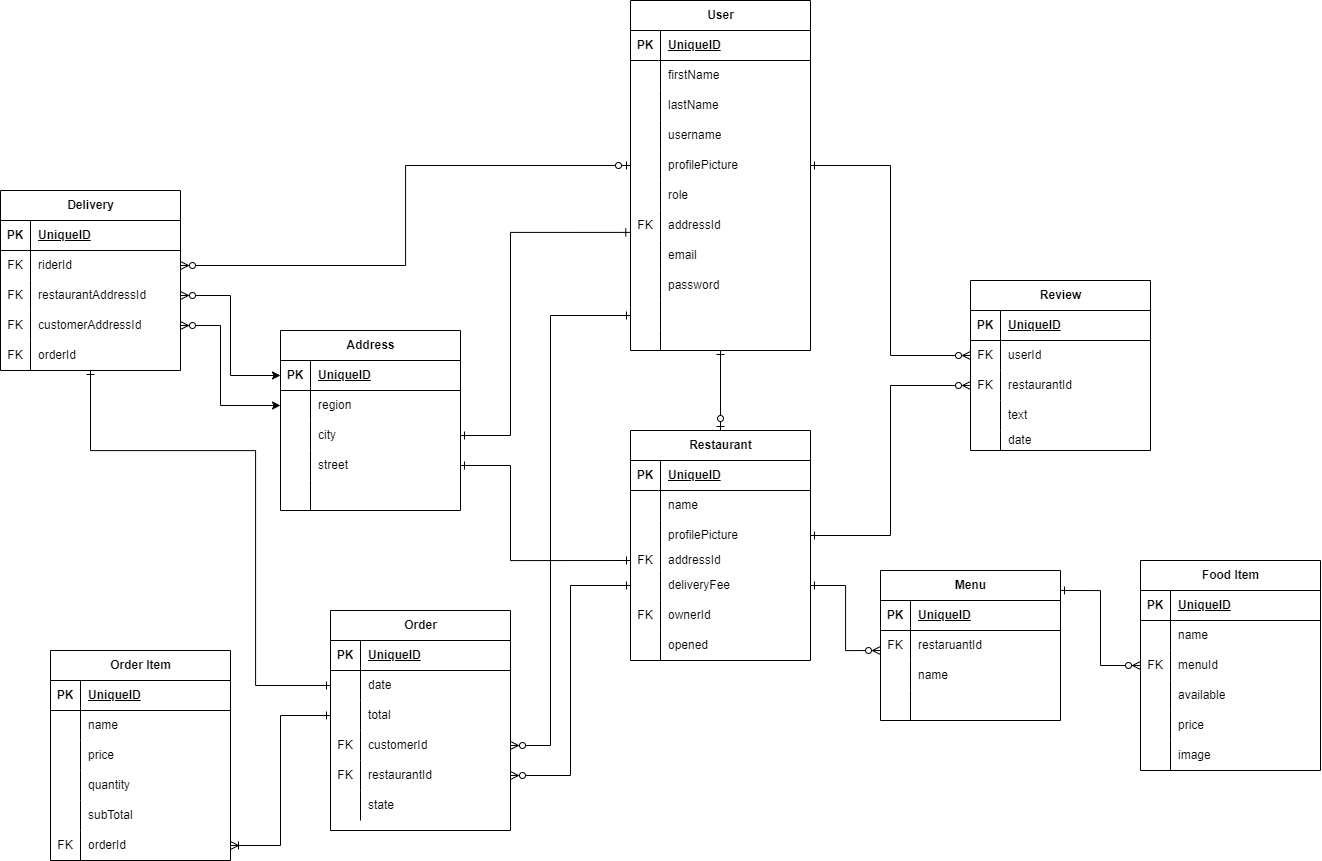 User
PK UniqueID
firstName
lastName
username
profilePicture
role
FK addressId
email
password
Delivery
PK UniqueID
FK riderId
FK restaurantAddressId
FK customerAddressId
FK orderId
Address
PK UniqueID
region
city
street
Review
PK UniqueID
FK userId
FK restaurantId
text
date
Restaurant
PK UniqueID
name
profilePicture
FK addressId
deliveryFee
FK ownerId
opened
Menu
PK UniqueID
FK restaruantId
name
Food Item
PK UniqueID
name
FK menuId
available
price
image
Order
PK UniqueID
date
total
FK customerId
FK restaurantId
state
Order Item
PK UniqueID
name
price
quantity
subTotal
FK orderId